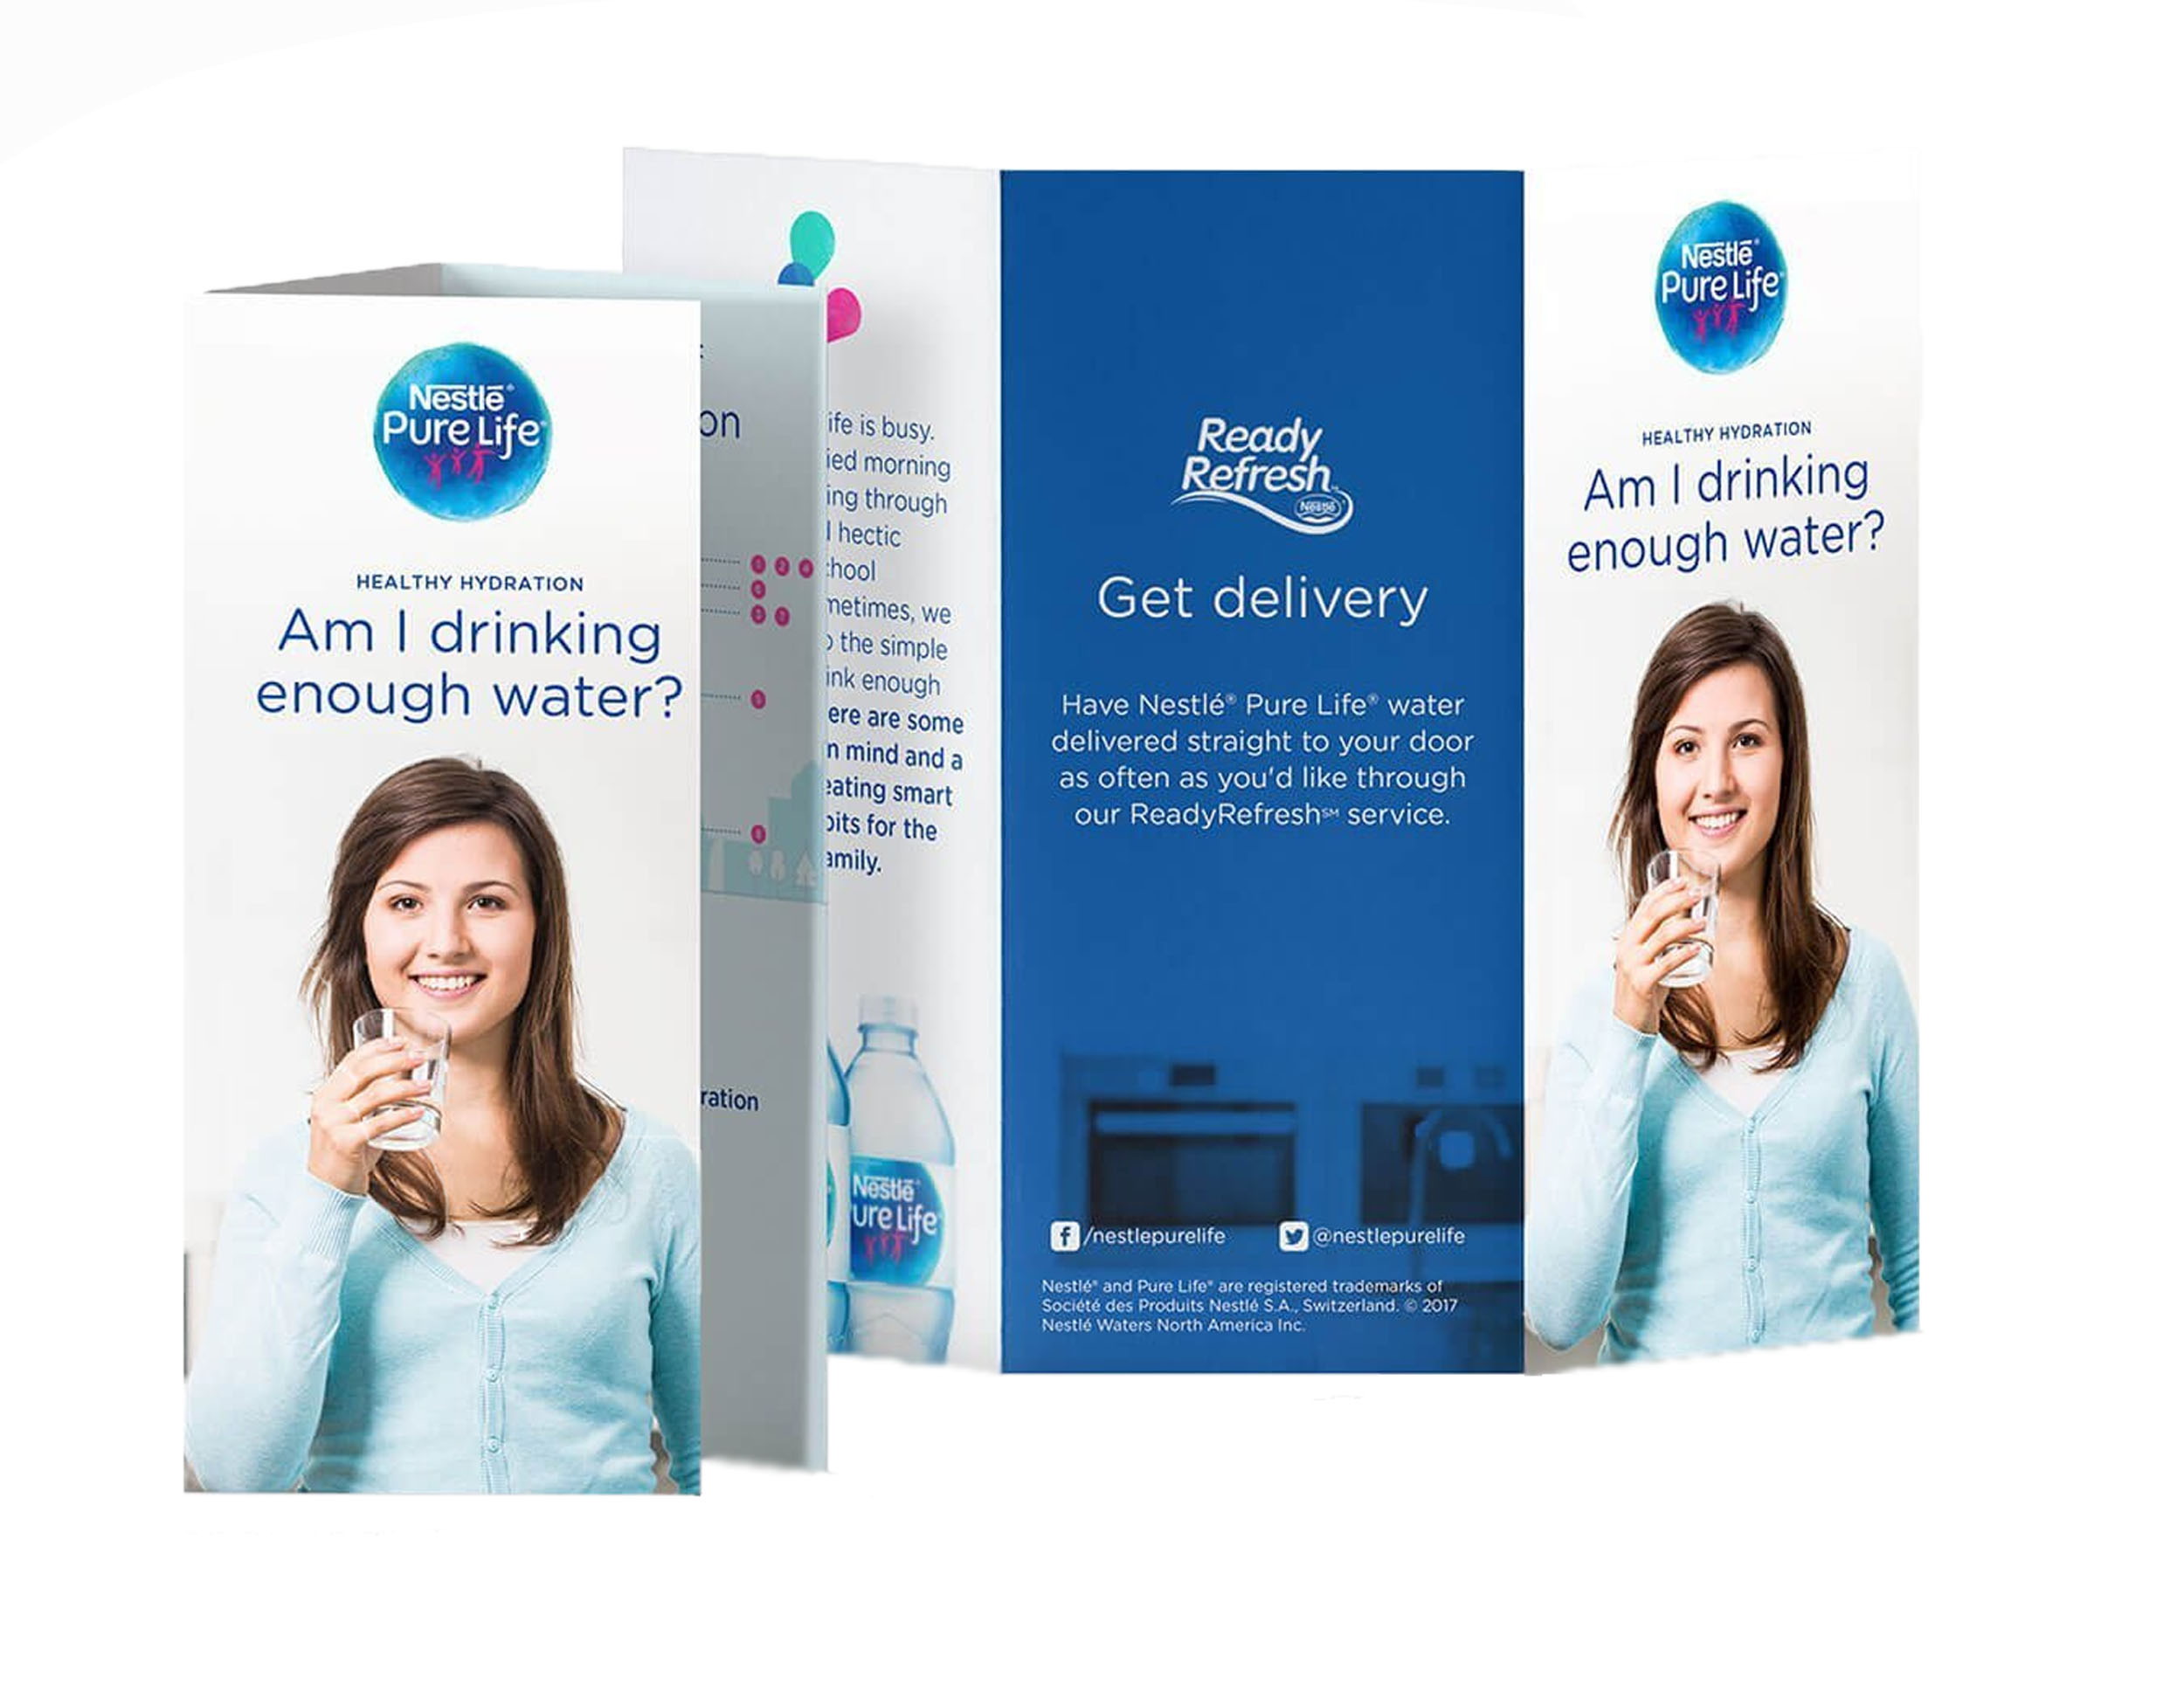 Nestlé®
Pure Life®
HEALTHY HYDRATION
Am I drinking
enough water?
on
ration
ife is busy.
ied morning
ing through
hectic
hool
metimes, we
the simple
ink enough
ere are some
n mind and a
eating smart
bits for the
amily.
Nestlé
ure Life
Ready
Refresh
Nestlé
Get delivery
Have Nestlé® Pure Life® water
delivered straight to your door
as often as you'd like through
our ReadyRefresh℠ service.
/nestlepurelife @nestlepurelife
Nestlé® and Pure Life® are registered trademarks of
Société des Produits Nestlé S.A., Switzerland. © 2017
Nestlé Waters North America Inc.
Nestlé®
Pure Life®
HEALTHY HYDRATION
Am I drinking
enough water?